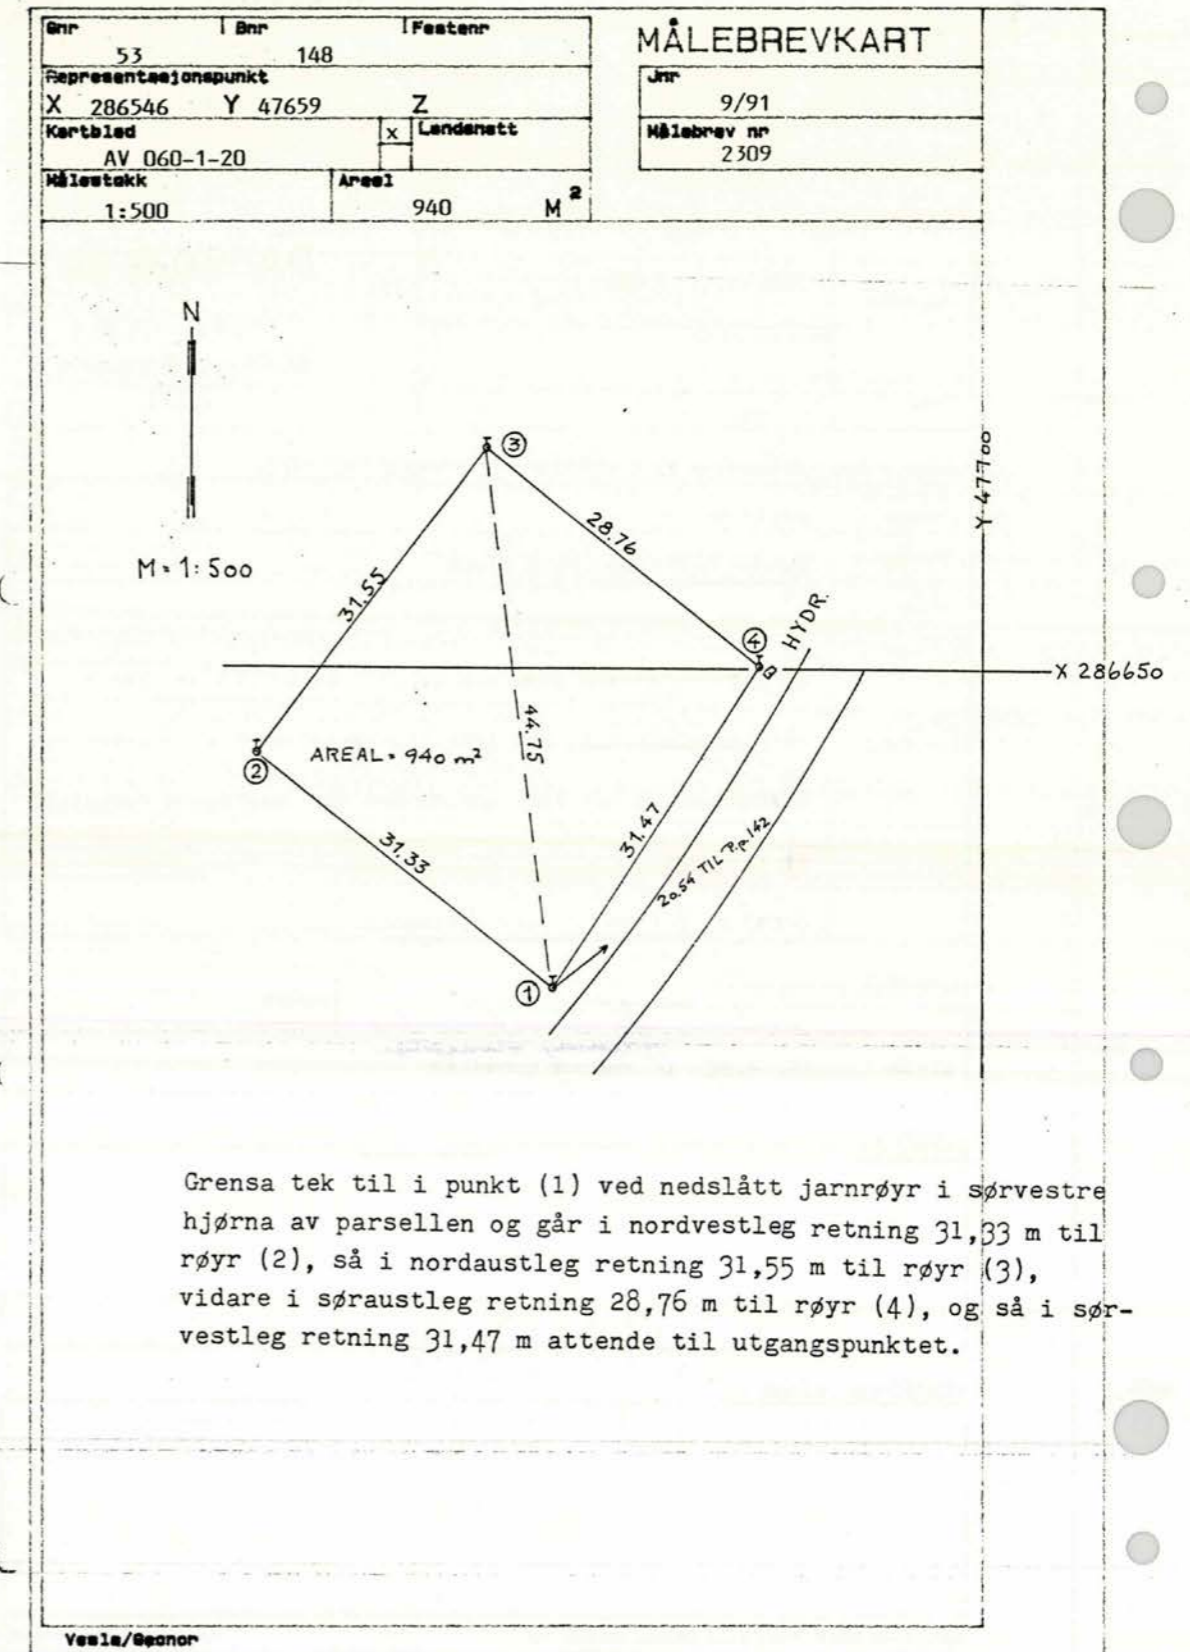 Gnr Bnr Festenr
53 148
MÅLEBREVKART
Representasjonspunkt
X 286546 Y 47659 Z
Jnr
9/91
Kartblad x Landsnett
AV 060-1-20
Målebrev nr
2309
Målestokk Areal
1:500 940 M²
N
M=1:500
Y 47700
3
28.76
31.55
4
HYDR.
X 286650
44.75
2
AREAL = 940 m²
31.33
31.47
20.54 TIL P.p.142
1
Grensa tek til i punkt (1) ved nedslått jarnrøyr i sørvestre
hjørna av parsellen og går i nordvestleg retning 31,33 m til
røyr (2), så i nordaustleg retning 31,55 m til røyr (3),
vidare i søraustleg retning 28,76 m til røyr (4), og så i sør-
vestleg retning 31,47 m attende til utgangspunktet.
Vesla/Geonor